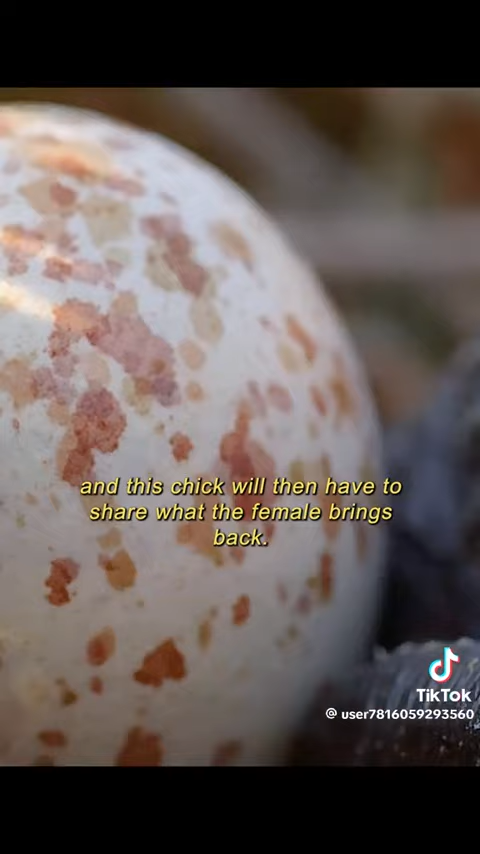 and this chick will then have to
share what the female brings
back.
TikTok
@ user7816059293560